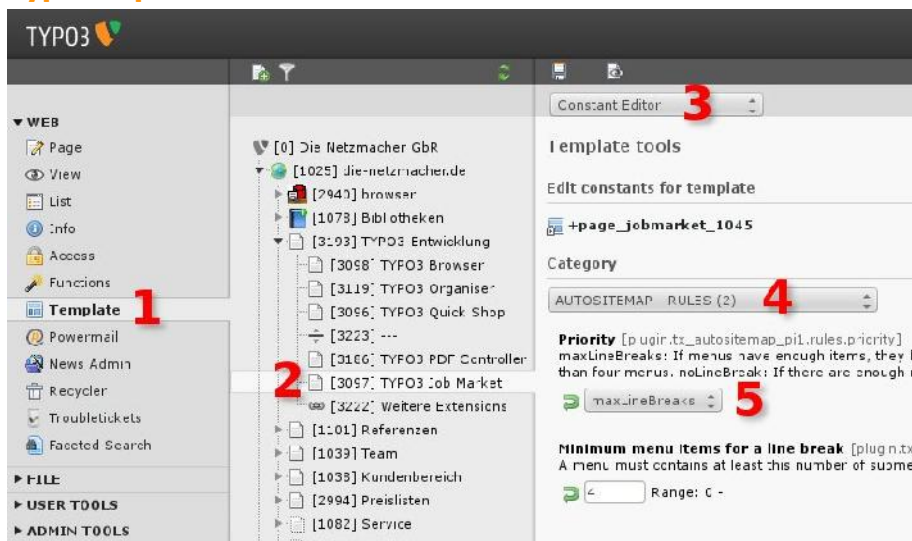 TYPO3
▼ WEB
Page
View
List
Info
Access
Functions
Template
Powermail
News Admin
Recycler
Troubletickets
Faceted Search
▶ FILE
▶ USER TOOLS
▶ ADMIN TOOLS
1
[0] Die Netzmacher GbR
[1025] die-netzmacher.de
[2940] browser
[1078] Bibliotheken
[3193] TYPO3 Entwicklung
[3098] TYPO3 Browser
[3119] TYPO3 Organiser
[3096] TYPO3 Quick Shop
[3223] ---
[3186] TYPO3 PDF Controller
2
[3097] TYPO3 Job Market
[3222] Weitere Extensions
[1101] Referenzen
[1039] Team
[1038] Kundenbereich
[2994] Preislisten
[1082] Service
Constant Editor
3
Template tools
Edit constants for template
+page_jobmarket_1045
Category
AUTOSITEMAP RULES (2)
4
Priority [plugin.tx_autositemap_pi1.rules.priority]
maxLineBreaks: If menus have enough items, they
than four menus. noLineBreak: If there are enough
maxLineBreaks
5
Minimum menu items for a line break [plugin.tx
A menu must contains at least this number of subme
Range: 0 -